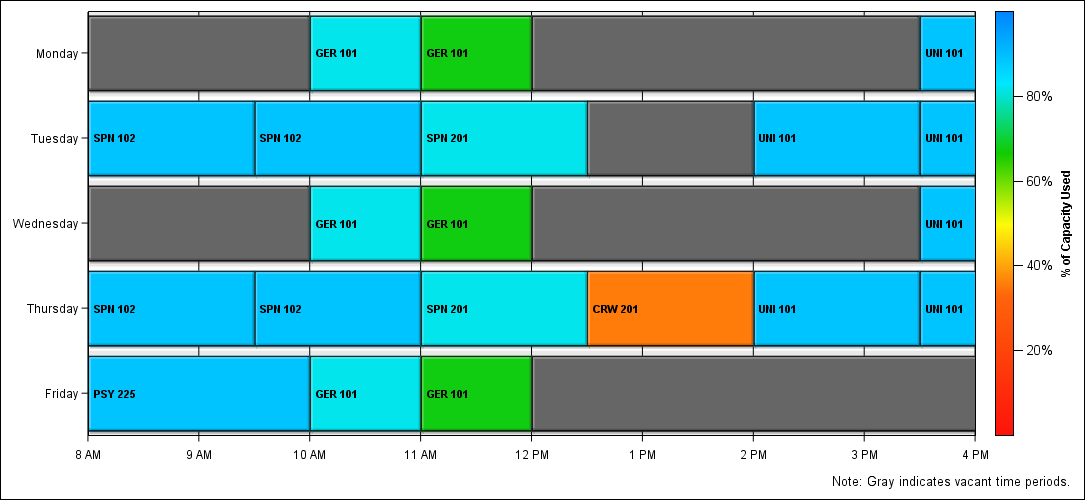 Monday GER 101 GER 101 UNI 101
80%
Tuesday SPN 102 SPN 102 SPN 201 UNI 101 UNI 101
60%
Wednesday GER 101 GER 101 UNI 101
% of Capacity Used
40%
Thursday SPN 102 SPN 102 SPN 201 CRW 201 UNI 101 UNI 101
20%
Friday PSY 225 GER 101 GER 101
8 AM 9 AM 10 AM 11 AM 12 PM 1 PM 2 PM 3 PM 4 PM
Note: Gray indicates vacant time periods.